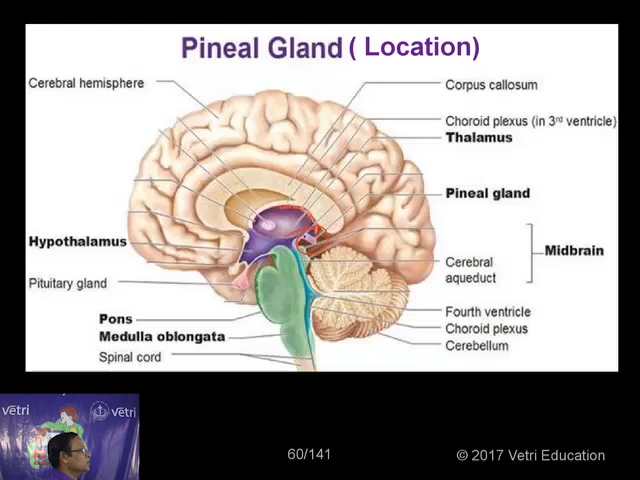 Pineal Gland ( Location)
Cerebral hemisphere
Corpus callosum
Choroid plexus (in 3rd ventricle)
Thalamus
Pineal gland
Hypothalamus
Midbrain
Cerebral
aqueduct
Pituitary gland
Fourth ventricle
Pons
Choroid plexus
Medulla oblongata
Cerebellum
Spinal cord
vetri
vetri
60/141
© 2017 Vetri Education